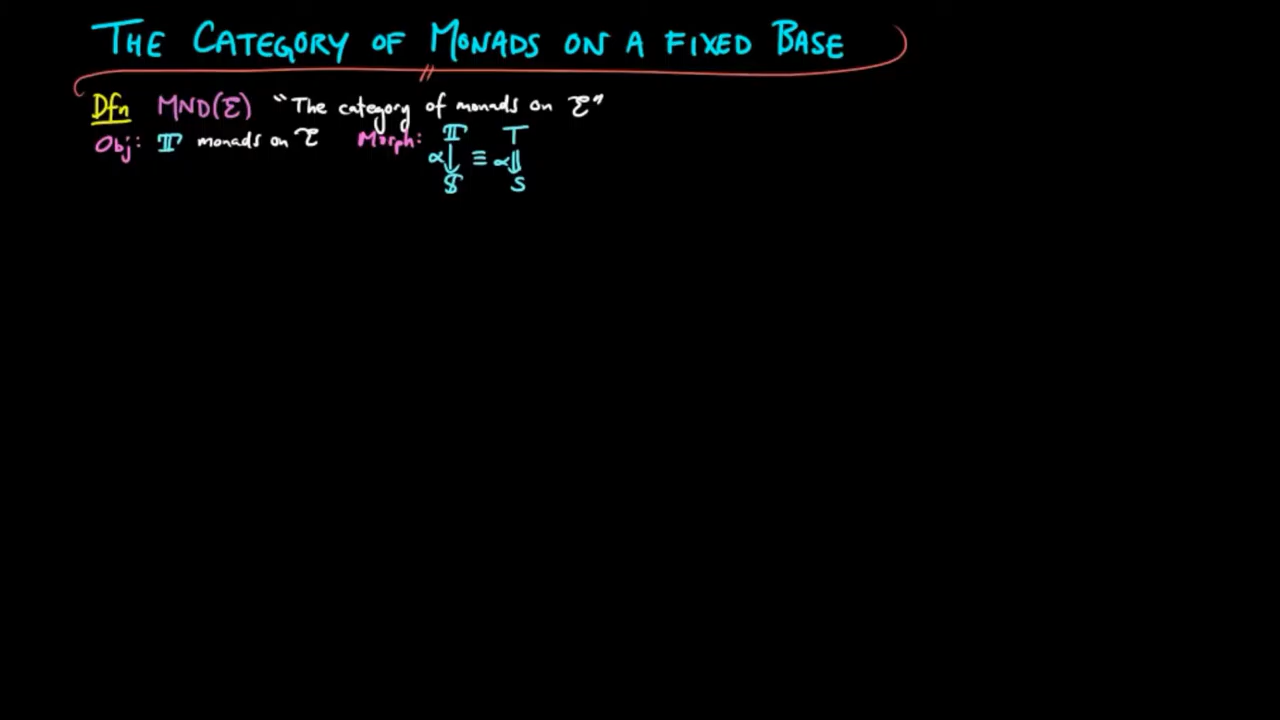 THE CATEGORY OF MONADS ON A FIXED BASE
Dfn MND(ℰ) "The category of monads on ℰ"
Obj: 𝕋 monads on ℰ Morph: 𝕋 T
α↓ ≡ α⇓
𝕊 S